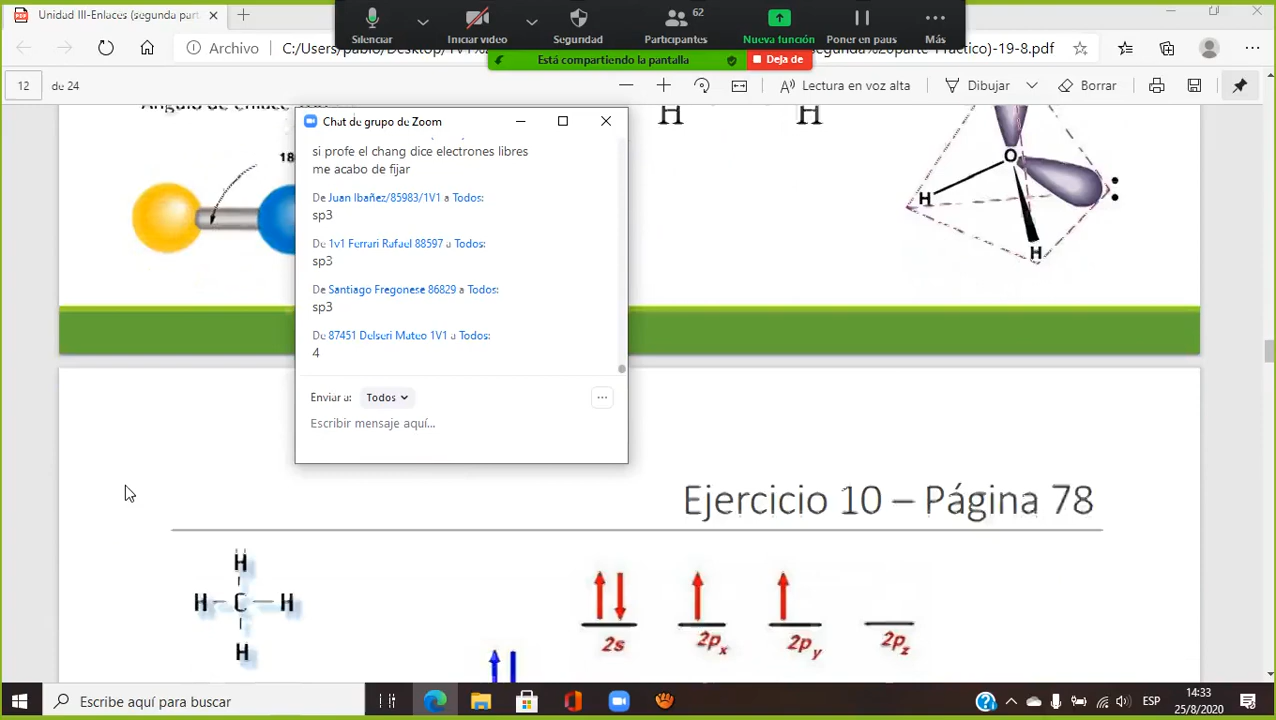 Unidad III-Enlaces (segunda part
Silenciar
Iniciar video
Seguridad
62
Participantes
Nueva función
Poner en pausa
Más
Está compartiendo la pantalla
Deja de
Archivo
C:/Users/pablo/Desktop/1V1
segunda%20parte-Practico)-19-8.pdf
12
de 24
Lectura en voz alta
Dibujar
Borrar
H H
18
O
H
H
Chat de grupo de Zoom
si profe el chang dice electrones libres
me acabo de fijar
De Juan Ibañez/85983/1V1 a Todos:
sp3
De 1v1 Ferrari Rafael 88597 a Todos:
sp3
De Santiago Fregonese 86829 a Todos:
sp3
De 87451 Delseri Mateo 1V1 a Todos:
4
Enviar a: Todos
Escribir mensaje aquí...
Ejercicio 10 – Página 78
H
H C H
H
2s 2px 2py 2pz
Escribe aquí para buscar
ESP
14:33
25/8/2020